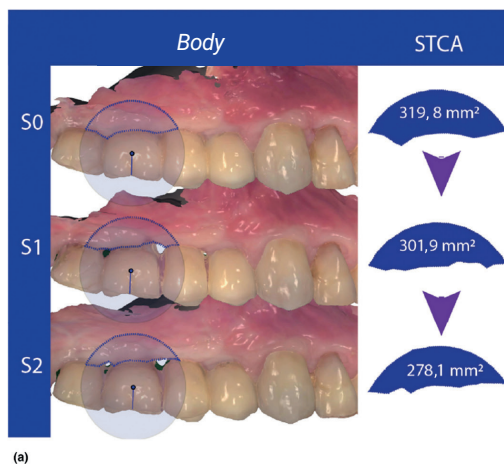 Body STCA
S0 319, 8 mm²
S1 301,9 mm²
S2 278,1 mm²
(a)